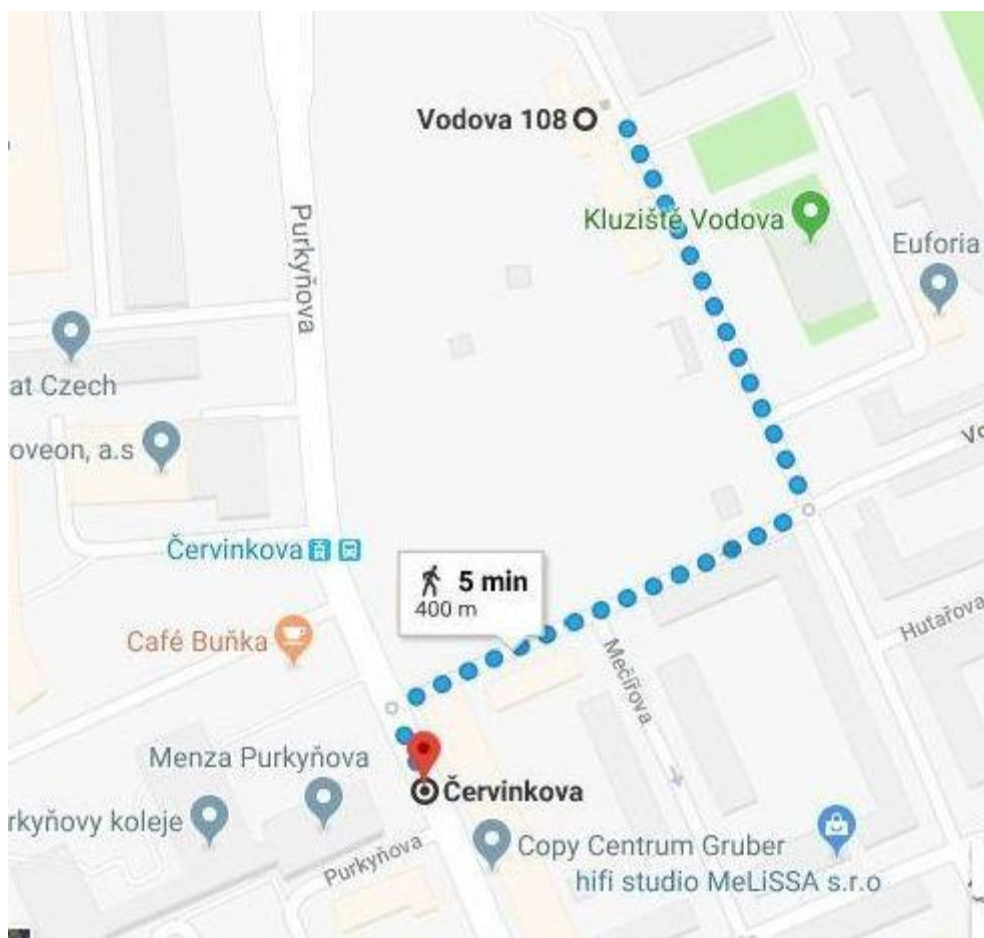 Vodova 108
Kluziště Vodova
Euforia
Purkyňova
at Czech
oveon, a.s
Vo
Červinkova
5 min
400 m
Café Buňka
Hutařova
Mečířova
Menza Purkyňova
Červinkova
rkyňovy koleje
Purkyňova
Copy Centrum Gruber
hifi studio MeLiSSA s.r.o